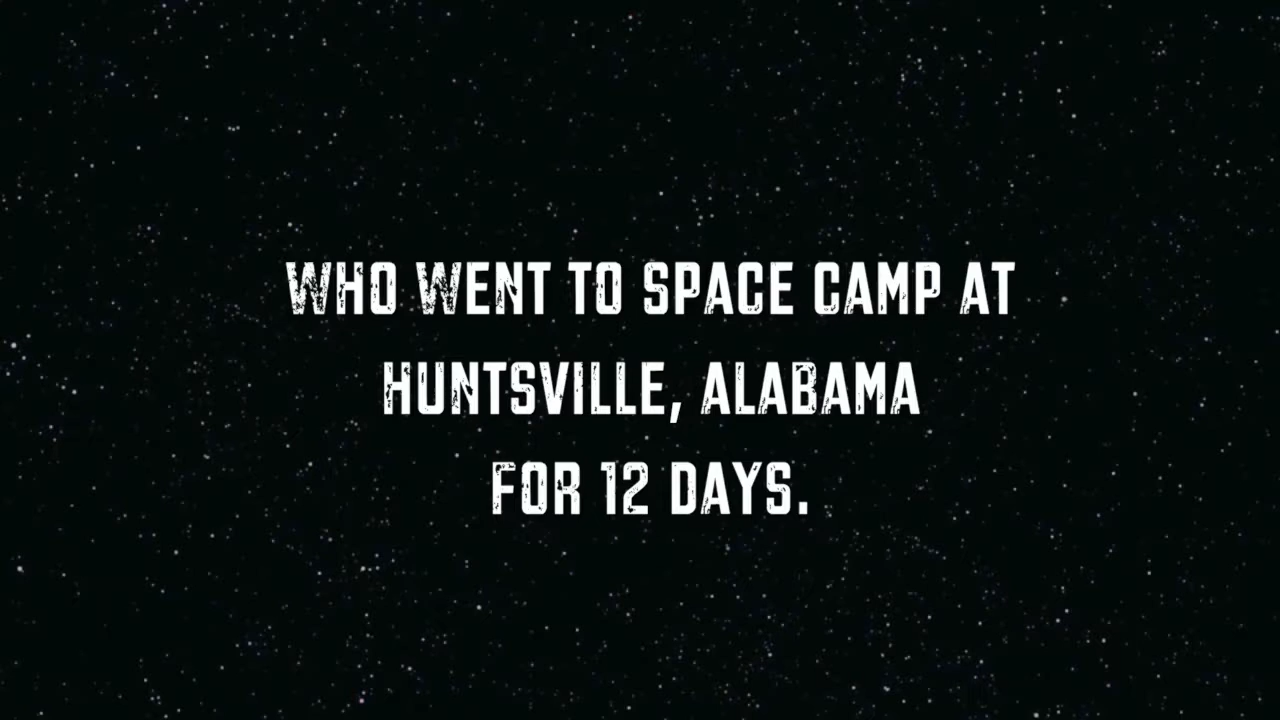 WHO WENT TO SPACE CAMP AT
HUNTSVILLE, ALABAMA
FOR 12 DAYS.